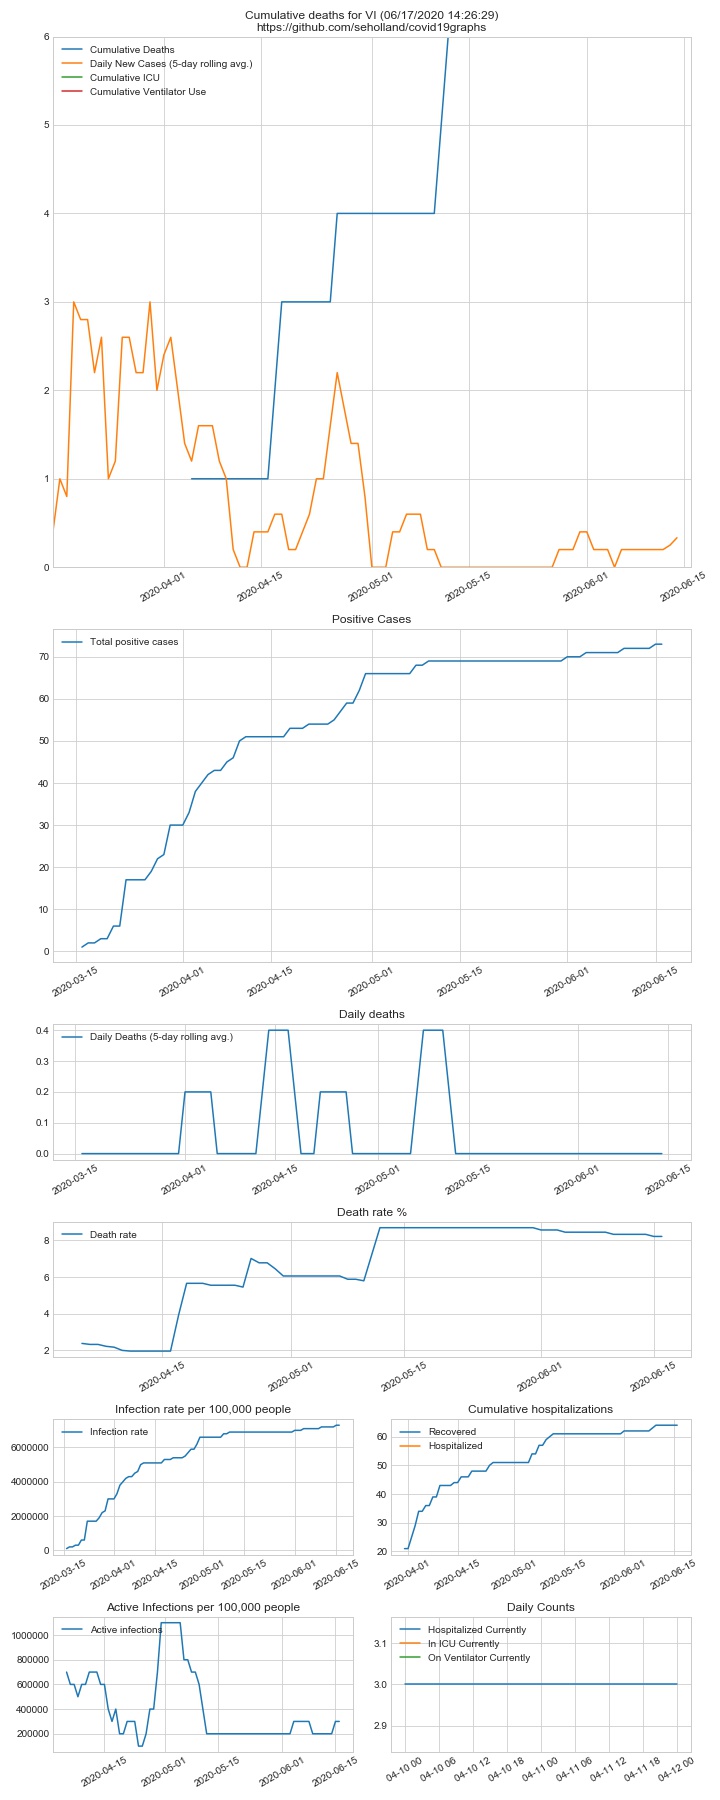 Cumulative deaths for VI (06/17/2020 14:26:29)
https://github.com/seholland/covid19graphs
Cumulative Deaths
Daily New Cases (5-day rolling avg.)
Cumulative ICU
Cumulative Ventilator Use
6
5
4
3
2
1
0
2020-04-01 2020-04-15 2020-05-01 2020-05-15 2020-06-01 2020-06-15
Positive Cases
Total positive cases
70
60
50
40
30
20
10
0
2020-03-15 2020-04-01 2020-04-15 2020-05-01 2020-05-15 2020-06-01 2020-06-15
Daily deaths
Daily Deaths (5-day rolling avg.)
0.4
0.3
0.2
0.1
0.0
2020-03-15 2020-04-01 2020-04-15 2020-05-01 2020-05-15 2020-06-01 2020-06-15
Death rate %
Death rate
8
6
4
2
2020-04-15 2020-05-01 2020-05-15 2020-06-01 2020-06-15
Infection rate per 100,000 people
Infection rate
6000000
4000000
2000000
0
2020-03-15 2020-04-01 2020-04-15 2020-05-01 2020-05-15 2020-06-01 2020-06-15
Cumulative hospitalizations
Recovered
Hospitalized
60
50
40
30
20
2020-04-01 2020-04-15 2020-05-01 2020-05-15 2020-06-01 2020-06-15
Active Infections per 100,000 people
Active infections
1000000
800000
600000
400000
200000
2020-04-15 2020-05-01 2020-05-15 2020-06-01 2020-06-15
Daily Counts
Hospitalized Currently
In ICU Currently
On Ventilator Currently
3.1
3.0
2.9
04-10 00 04-10 06 04-10 12 04-10 18 04-11 00 04-11 06 04-11 12 04-11 18 04-12 00